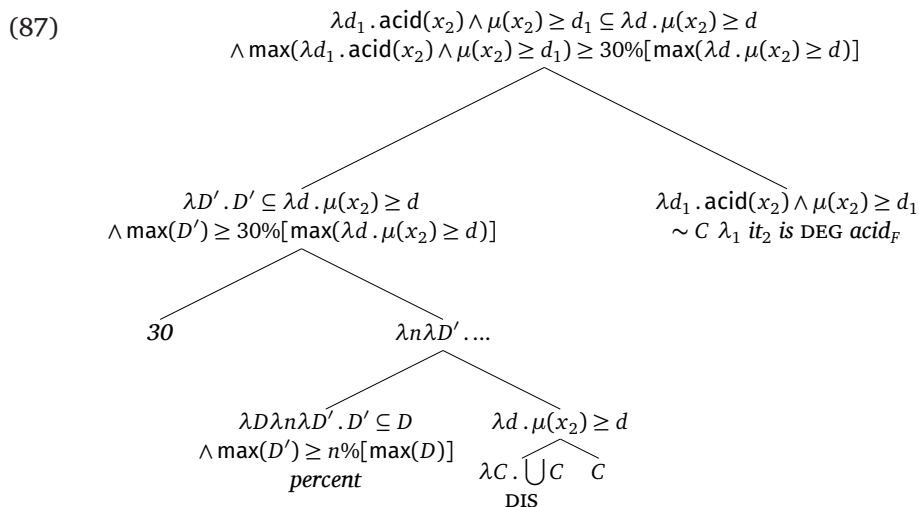 (87)
λd₁ . acid(x₂) ∧ μ(x₂) ≥ d₁ ⊆ λd . μ(x₂) ≥ d
∧ max(λd₁ . acid(x₂) ∧ μ(x₂) ≥ d₁) ≥ 30%[max(λd . μ(x₂) ≥ d)]
λD′ . D′ ⊆ λd . μ(x₂) ≥ d
∧ max(D′) ≥ 30%[max(λd . μ(x₂) ≥ d)]
λd₁ . acid(x₂) ∧ μ(x₂) ≥ d₁
∼ C λ₁ it₂ is DEG acid_F
30
λnλD′ . ...
λDλnλD′ . D′ ⊆ D
∧ max(D′) ≥ n%[max(D)]
percent
λd . μ(x₂) ≥ d
λC . ⋃ C
DIS
C